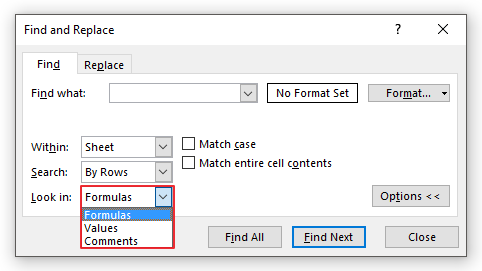 Find and Replace ? ×
Find Replace
Find what: No Format Set Format...
Within: Sheet Match case
Search: By Rows Match entire cell contents
Look in: Formulas Options <<
Formulas
Values
Comments
Find All Find Next Close